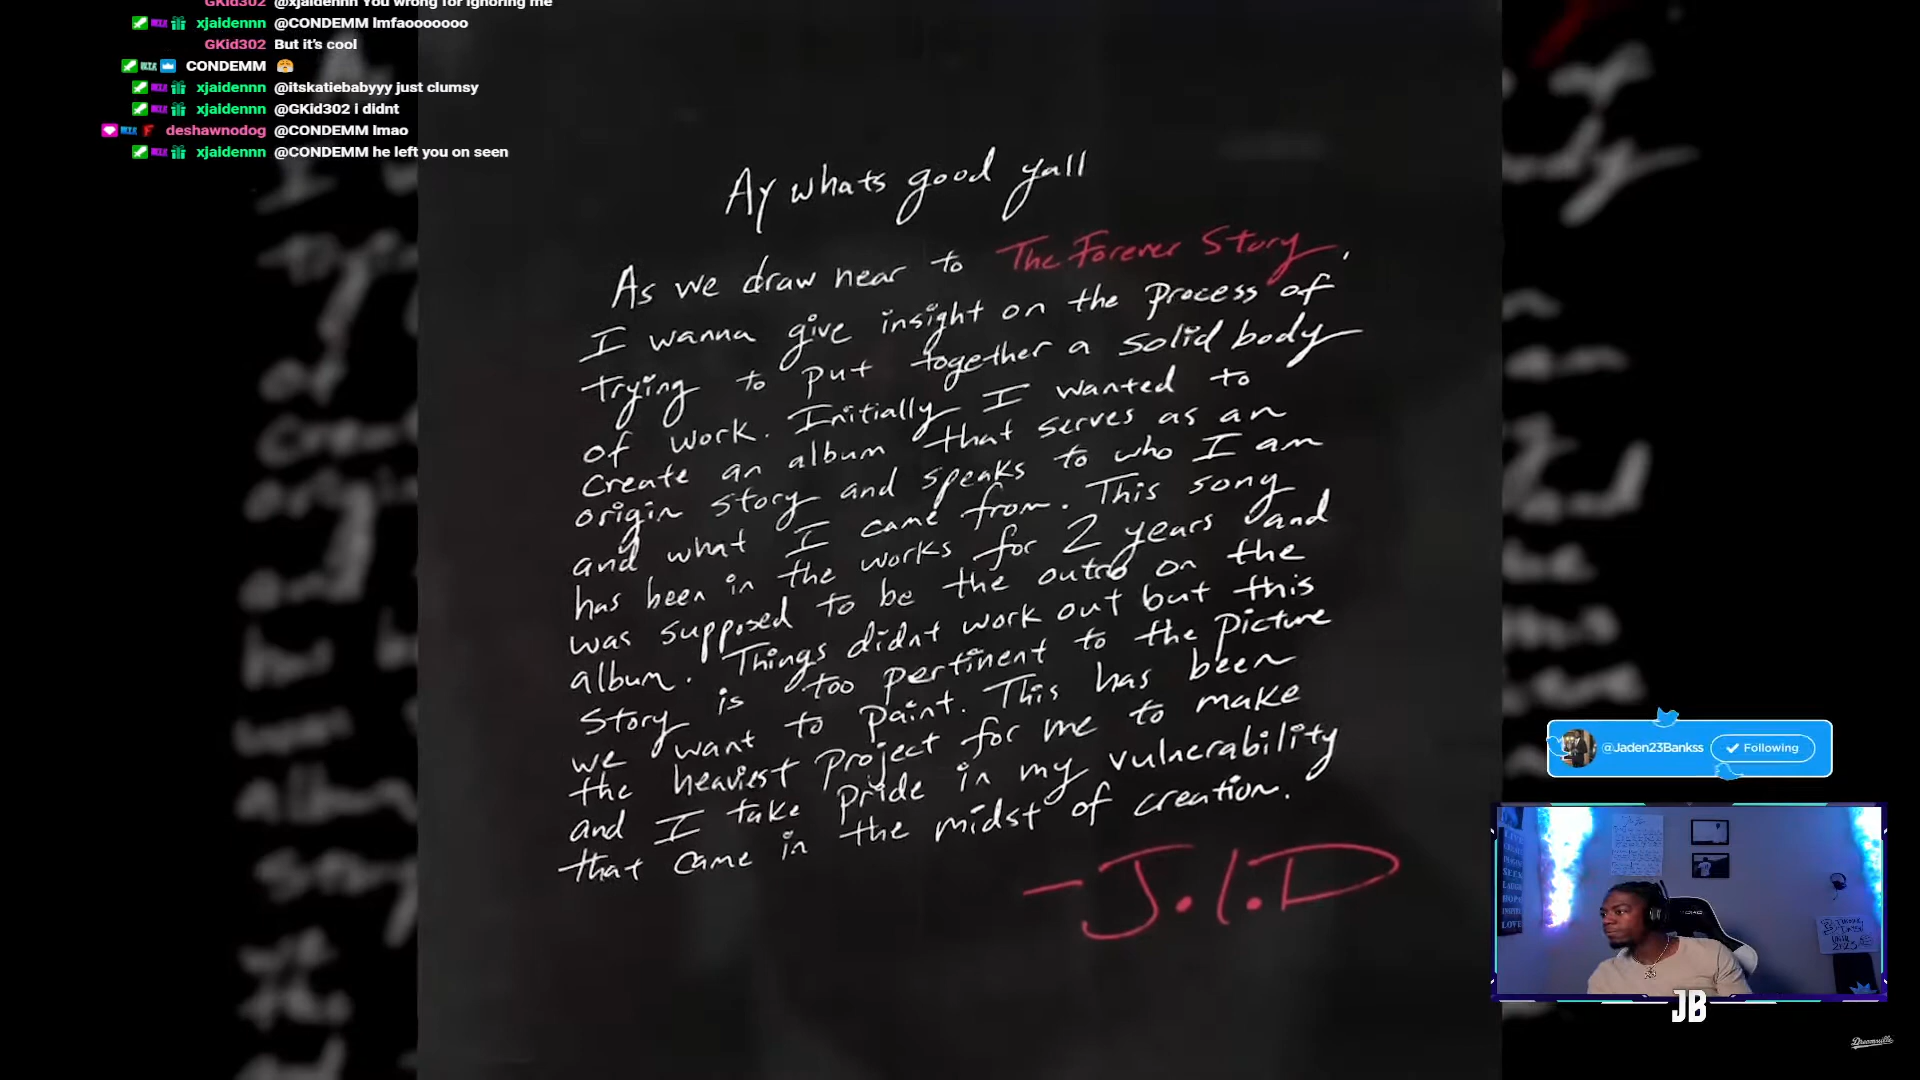 GKid302 @xjaidennn You wrong for ignoring me
xjaidennn @CONDEMM lmfaooooooo
GKid302 But it's cool
CONDEMM 😤
xjaidennn @itskatiebabyyy just clumsy
xjaidennn @GKid302 i didnt
deshawnodog @CONDEMM lmao
xjaidennn @CONDEMM he left you on seen
Ay whats good yall
As we draw near to The Forever Story,
I wanna give insight on the process of
trying to put together a solid body
of work. Initially I wanted to
create an album that serves as an
origin story and speaks to who I am
and what I came from. This song
has been in the works for 2 years and
was supposed to be the outro on the
album. Things didnt work out but this
story is too pertinent to the picture
we want to paint. This has been
the heaviest project for me to make
and I take pride in my vulnerability
that came in the midst of creation.
- J.I.D
@Jaden23Bankss Following
JB
Dreamville